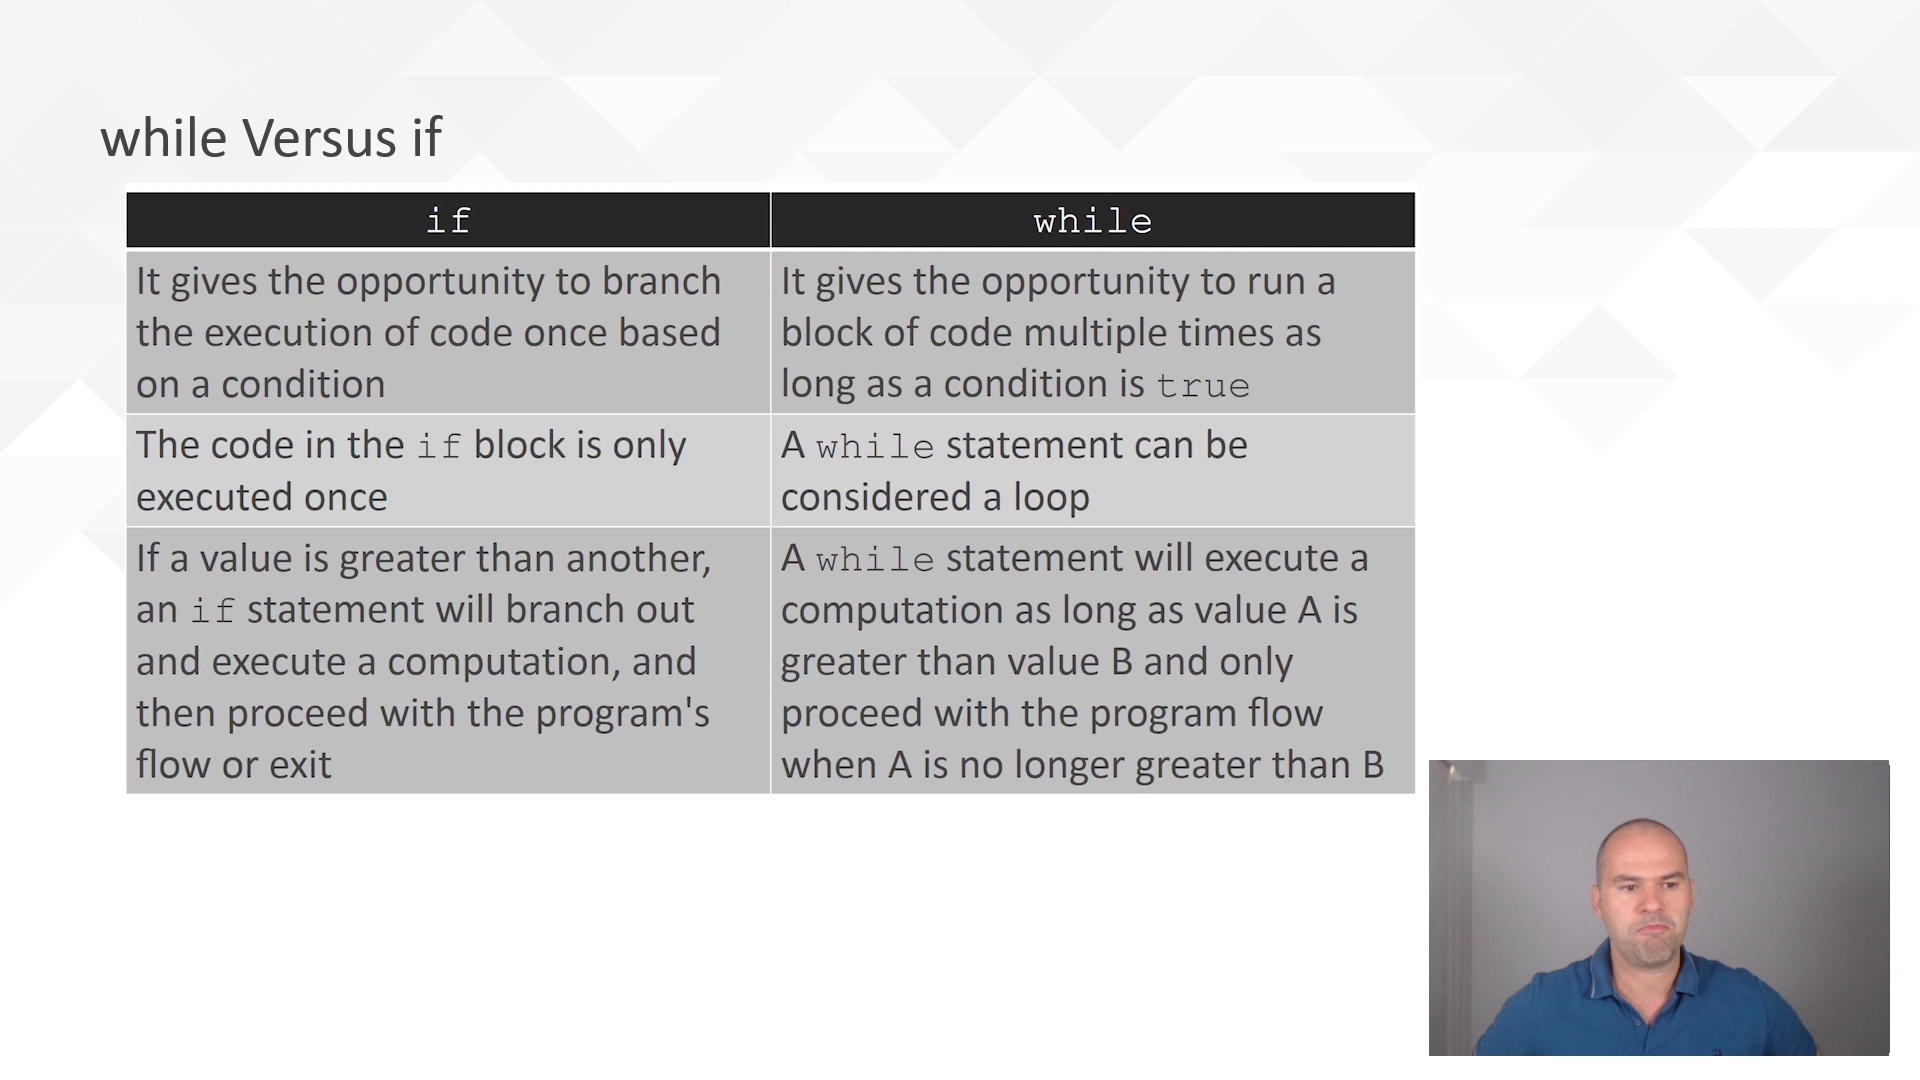 while Versus if
if
while
It gives the opportunity to branch
the execution of code once based
on a condition
It gives the opportunity to run a
block of code multiple times as
long as a condition is true
The code in the if block is only
executed once
A while statement can be
considered a loop
If a value is greater than another,
an if statement will branch out
and execute a computation, and
then proceed with the program's
flow or exit
A while statement will execute a
computation as long as value A is
greater than value B and only
proceed with the program flow
when A is no longer greater than B